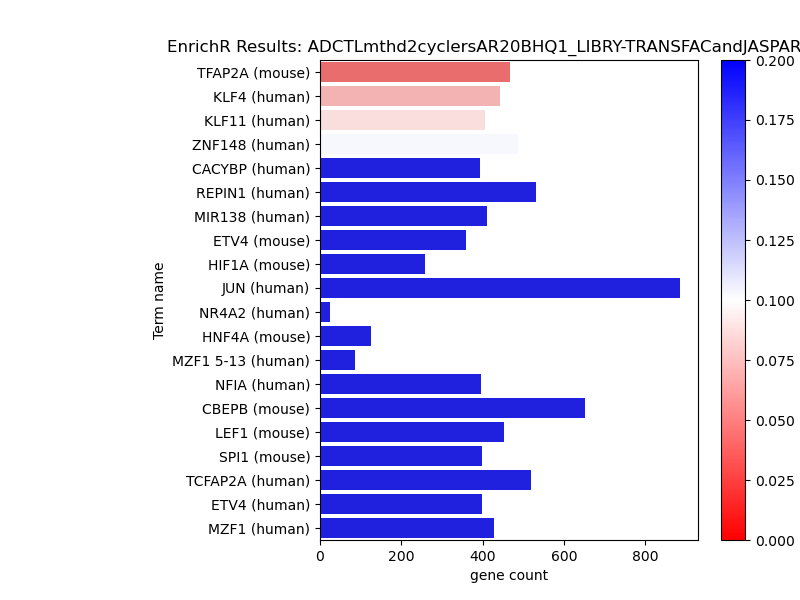 EnrichR Results: ADCTLmthd2cyclersAR20BHQ1_LIBRY-TRANSFACandJASPAR
Term name
TFAP2A (mouse)
KLF4 (human)
KLF11 (human)
ZNF148 (human)
CACYBP (human)
REPIN1 (human)
MIR138 (human)
ETV4 (mouse)
HIF1A (mouse)
JUN (human)
NR4A2 (human)
HNF4A (mouse)
MZF1 5-13 (human)
NFIA (human)
CBEPB (mouse)
LEF1 (mouse)
SPI1 (mouse)
TCFAP2A (human)
ETV4 (human)
MZF1 (human)
0 200 400 600 800
gene count
0.200
0.175
0.150
0.125
0.100
0.075
0.050
0.025
0.000